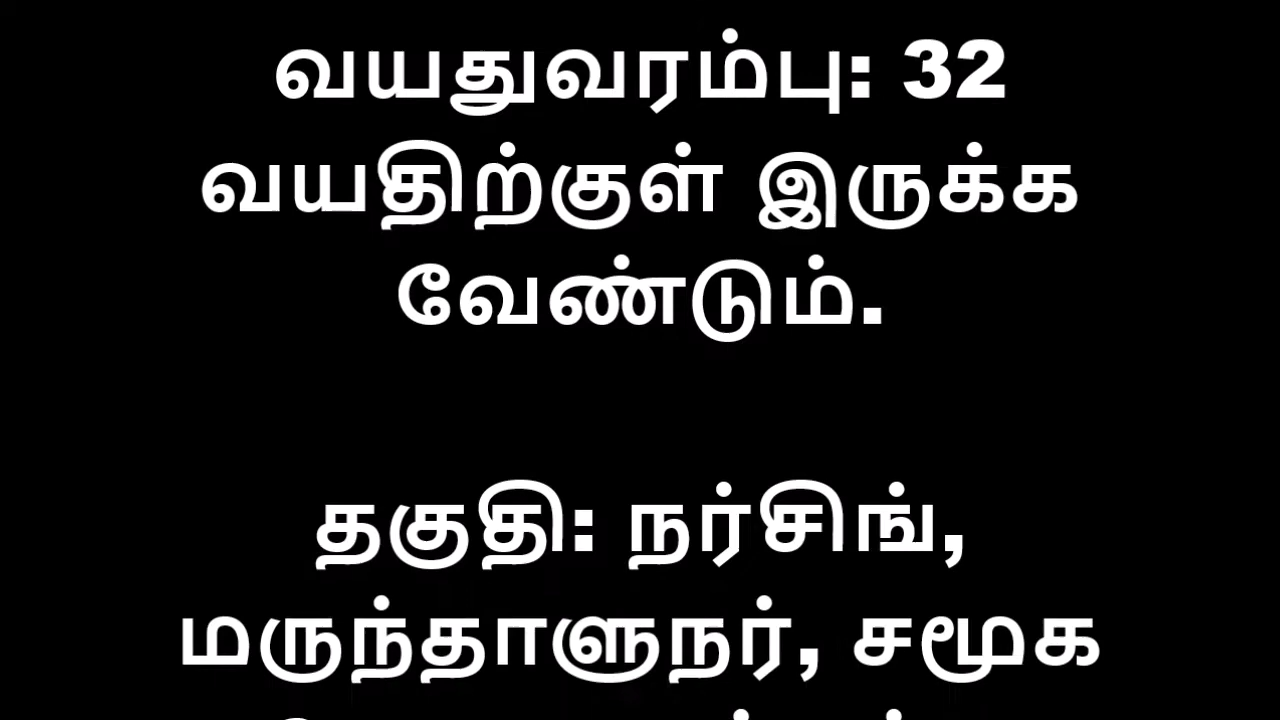 வயதுவரம்பு: 32
வயதிற்குள் இருக்க
வேண்டும்.
தகுதி: நர்சிங்,
மருந்தாளுநர், சமூக